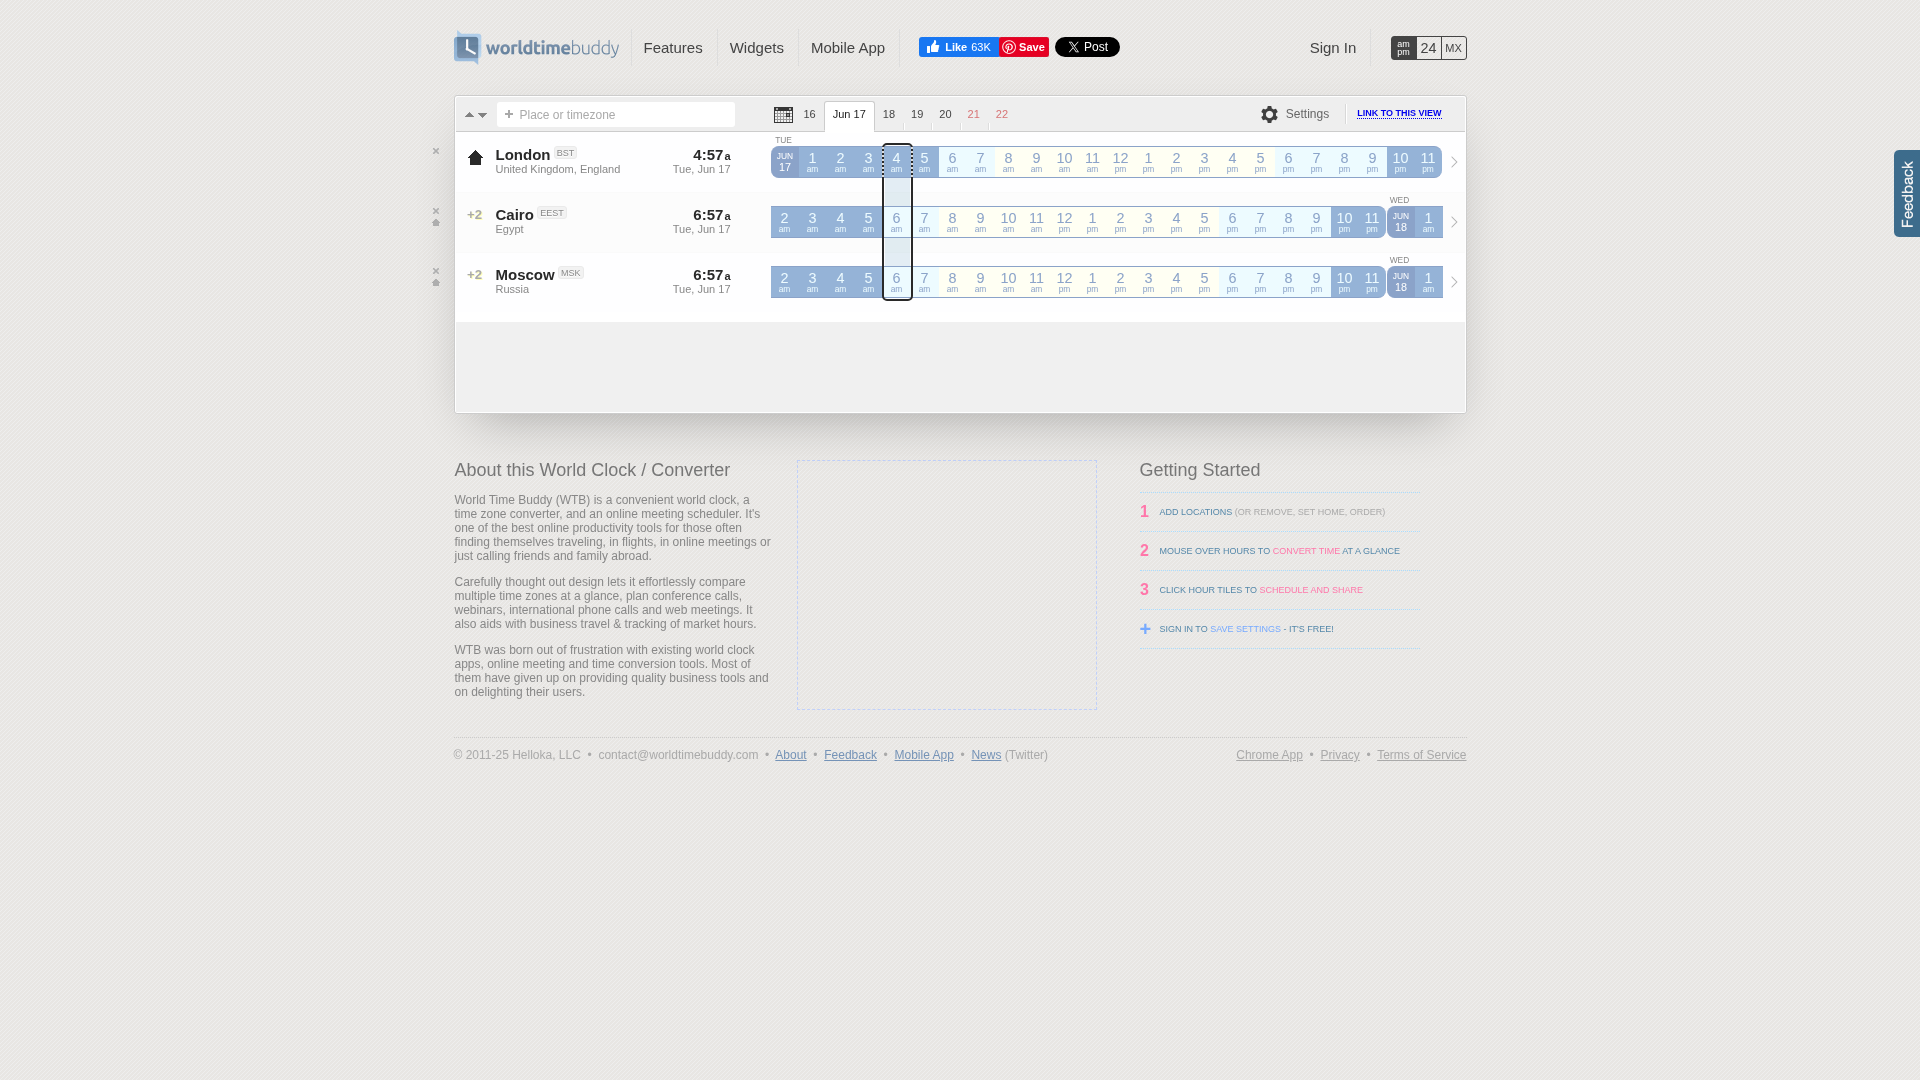 worldtimebuddy Features Widgets Mobile App Like 63K Save Post Sign In am pm 24 MX
Place or timezone 16 Jun 17 18 19 20 21 22 Settings LINK TO THIS VIEW
TUE
London BST 4:57a
United Kingdom, England Tue, Jun 17
JUN 17 1 am 2 am 3 am 4 am 5 am 6 am 7 am 8 am 9 am 10 am 11 am 12 pm 1 pm 2 pm 3 pm 4 pm 5 pm 6 pm 7 pm 8 pm 9 pm 10 pm 11 pm
WED
+2 Cairo EEST 6:57a
Egypt Tue, Jun 17
2 am 3 am 4 am 5 am 6 am 7 am 8 am 9 am 10 am 11 am 12 pm 1 pm 2 pm 3 pm 4 pm 5 pm 6 pm 7 pm 8 pm 9 pm 10 pm 11 pm JUN 18 1 am
WED
+2 Moscow MSK 6:57a
Russia Tue, Jun 17
2 am 3 am 4 am 5 am 6 am 7 am 8 am 9 am 10 am 11 am 12 pm 1 pm 2 pm 3 pm 4 pm 5 pm 6 pm 7 pm 8 pm 9 pm 10 pm 11 pm JUN 18 1 am
Feedback
About this World Clock / Converter
World Time Buddy (WTB) is a convenient world clock, a
time zone converter, and an online meeting scheduler. It's
one of the best online productivity tools for those often
finding themselves traveling, in flights, in online meetings or
just calling friends and family abroad.
Carefully thought out design lets it effortlessly compare
multiple time zones at a glance, plan conference calls,
webinars, international phone calls and web meetings. It
also aids with business travel & tracking of market hours.
WTB was born out of frustration with existing world clock
apps, online meeting and time conversion tools. Most of
them have given up on providing quality business tools and
on delighting their users.
Getting Started
1 ADD LOCATIONS (OR REMOVE, SET HOME, ORDER)
2 MOUSE OVER HOURS TO CONVERT TIME AT A GLANCE
3 CLICK HOUR TILES TO SCHEDULE AND SHARE
+ SIGN IN TO SAVE SETTINGS - IT'S FREE!
© 2011-25 Helloka, LLC • contact@worldtimebuddy.com • About • Feedback • Mobile App • News (Twitter) Chrome App • Privacy • Terms of Service